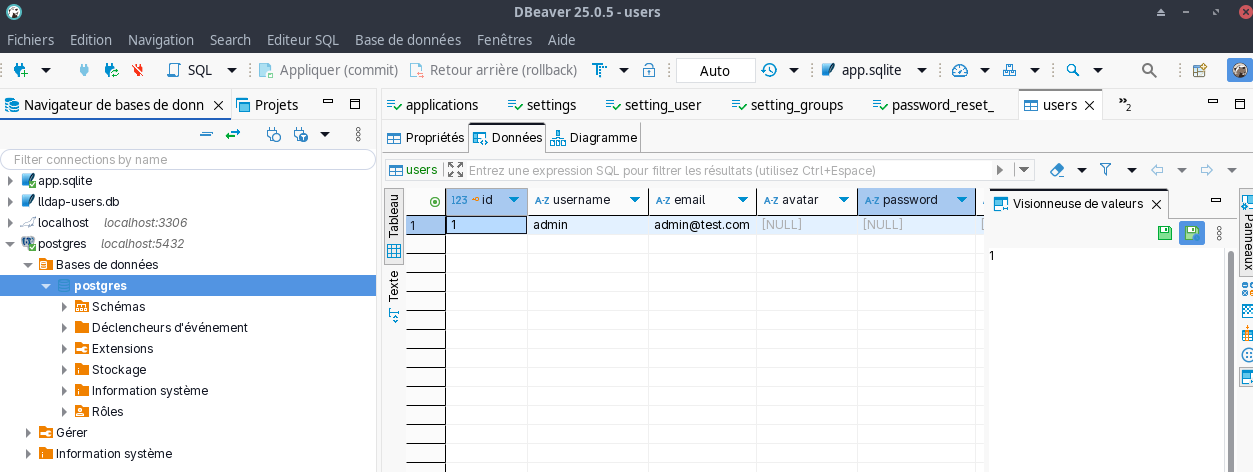 DBeaver 25.0.5 - users
Fichiers Edition Navigation Search Editeur SQL Base de données Fenêtres Aide
SQL Appliquer (commit) Retour arrière (rollback) Auto app.sqlite
Navigateur de bases de donn Projets
applications settings setting_user setting_groups password_reset_ users »2
Propriétés Données Diagramme
Filter connections by name
users Entrez une expression SQL pour filtrer les résultats (utilisez Ctrl+Espace)
app.sqlite
lldap-users.db
localhost localhost:3306
postgres localhost:5432
Bases de données
postgres
Schémas
Déclencheurs d'événement
Extensions
Stockage
Information système
Rôles
Gérer
Information système
Tableau
Texte
123 id A-Z username A-Z email A-Z avatar A-Z password
1 1 admin admin@test.com [NULL] [NULL]
Visionneuse de valeurs
1
Panneaux